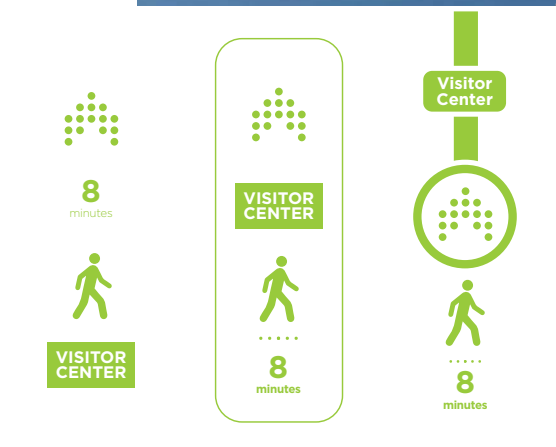 8
minutes
VISITOR
CENTER
VISITOR
CENTER
8
minutes
Visitor
Center
8
minutes